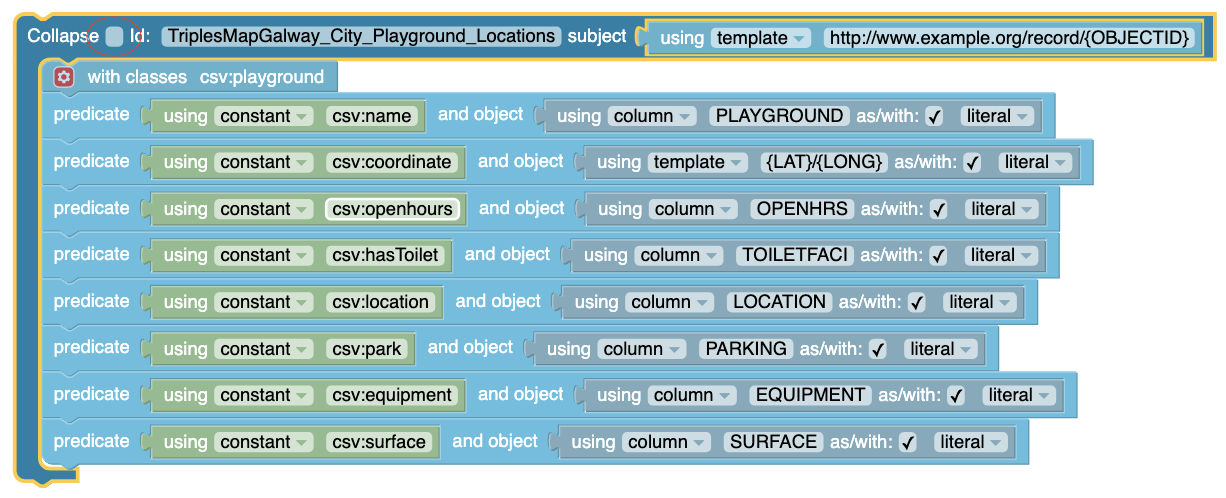 Collapse Id: TriplesMapGalway_City_Playground_Locations subject using template http://www.example.org/record/{OBJECTID}
with classes csv:playground
predicate using constant csv:name and object using column PLAYGROUND as/with: ✓ literal
predicate using constant csv:coordinate and object using template {LAT}/{LONG} as/with: ✓ literal
predicate using constant csv:openhours and object using column OPENHRS as/with: ✓ literal
predicate using constant csv:hasToilet and object using column TOILETFACI as/with: ✓ literal
predicate using constant csv:location and object using column LOCATION as/with: ✓ literal
predicate using constant csv:park and object using column PARKING as/with: ✓ literal
predicate using constant csv:equipment and object using column EQUIPMENT as/with: ✓ literal
predicate using constant csv:surface and object using column SURFACE as/with: ✓ literal